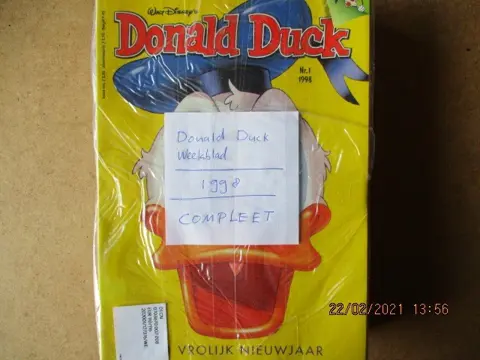 WALT DISNEY'S
Donald Duck
Nr. 1
1998
Donald Duck
Weekblad
1998
COMPLEET
VROLIJK NIEUWJAAR
22/02/2021 13:56